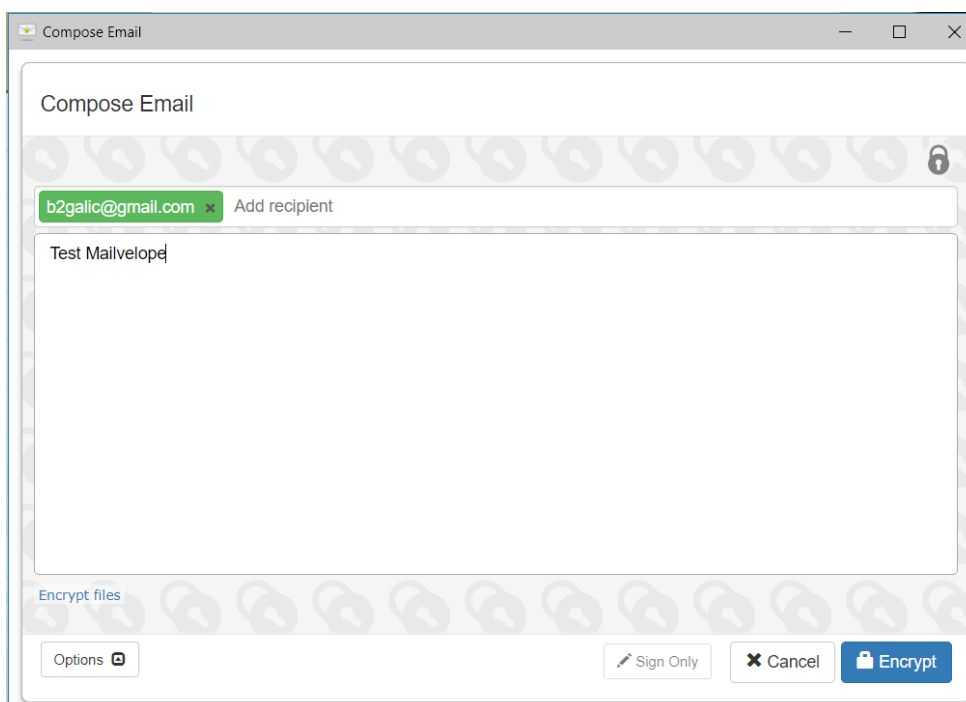 Compose Email
Compose Email
b2galic@gmail.com × Add recipient
Test Mailvelope
Encrypt files
Options
Sign Only
Cancel
Encrypt